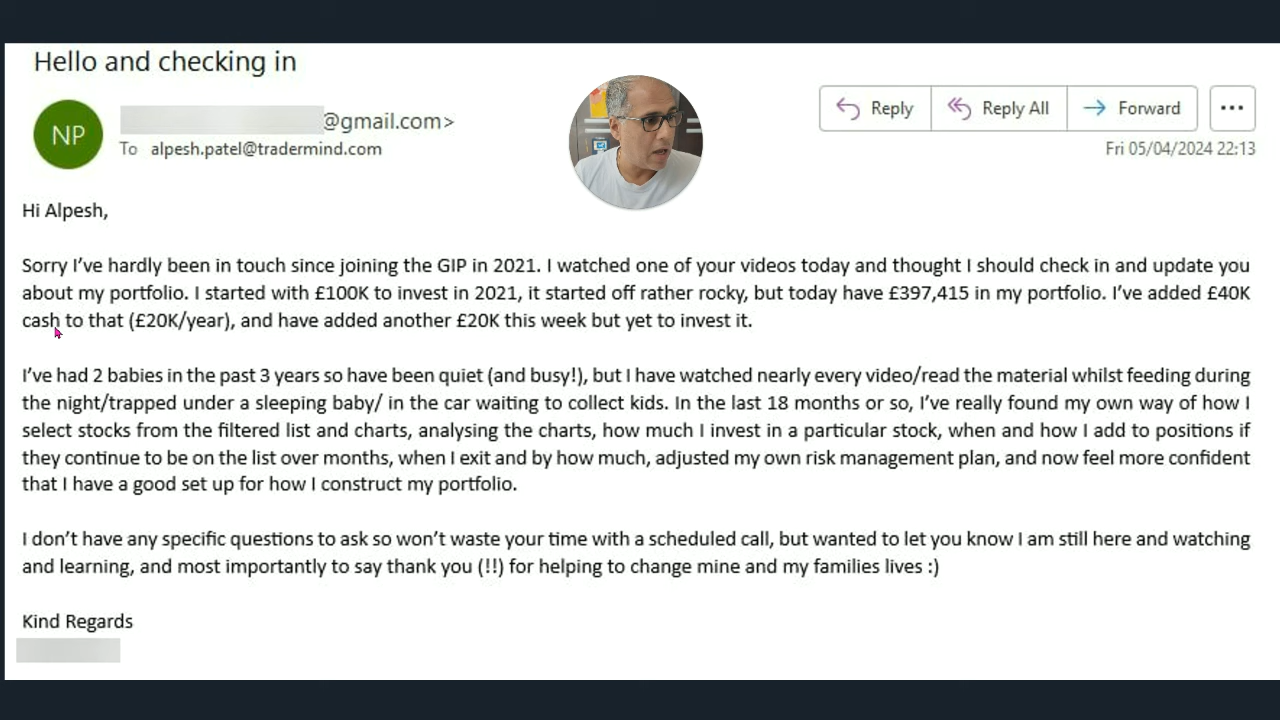 Hello and checking in
NP
@gmail.com>
To alpesh.patel@tradermind.com
Reply
Reply All
Forward
Fri 05/04/2024 22:13
Hi Alpesh,
Sorry I've hardly been in touch since joining the GIP in 2021. I watched one of your videos today and thought I should check in and update you
about my portfolio. I started with £100K to invest in 2021, it started off rather rocky, but today have £397,415 in my portfolio. I've added £40K
cash to that (£20K/year), and have added another £20K this week but yet to invest it.
I've had 2 babies in the past 3 years so have been quiet (and busy!), but I have watched nearly every video/read the material whilst feeding during
the night/trapped under a sleeping baby/ in the car waiting to collect kids. In the last 18 months or so, I've really found my own way of how I
select stocks from the filtered list and charts, analysing the charts, how much I invest in a particular stock, when and how I add to positions if
they continue to be on the list over months, when I exit and by how much, adjusted my own risk management plan, and now feel more confident
that I have a good set up for how I construct my portfolio.
I don't have any specific questions to ask so won't waste your time with a scheduled call, but wanted to let you know I am still here and watching
and learning, and most importantly to say thank you (!!) for helping to change mine and my families lives :)
Kind Regards